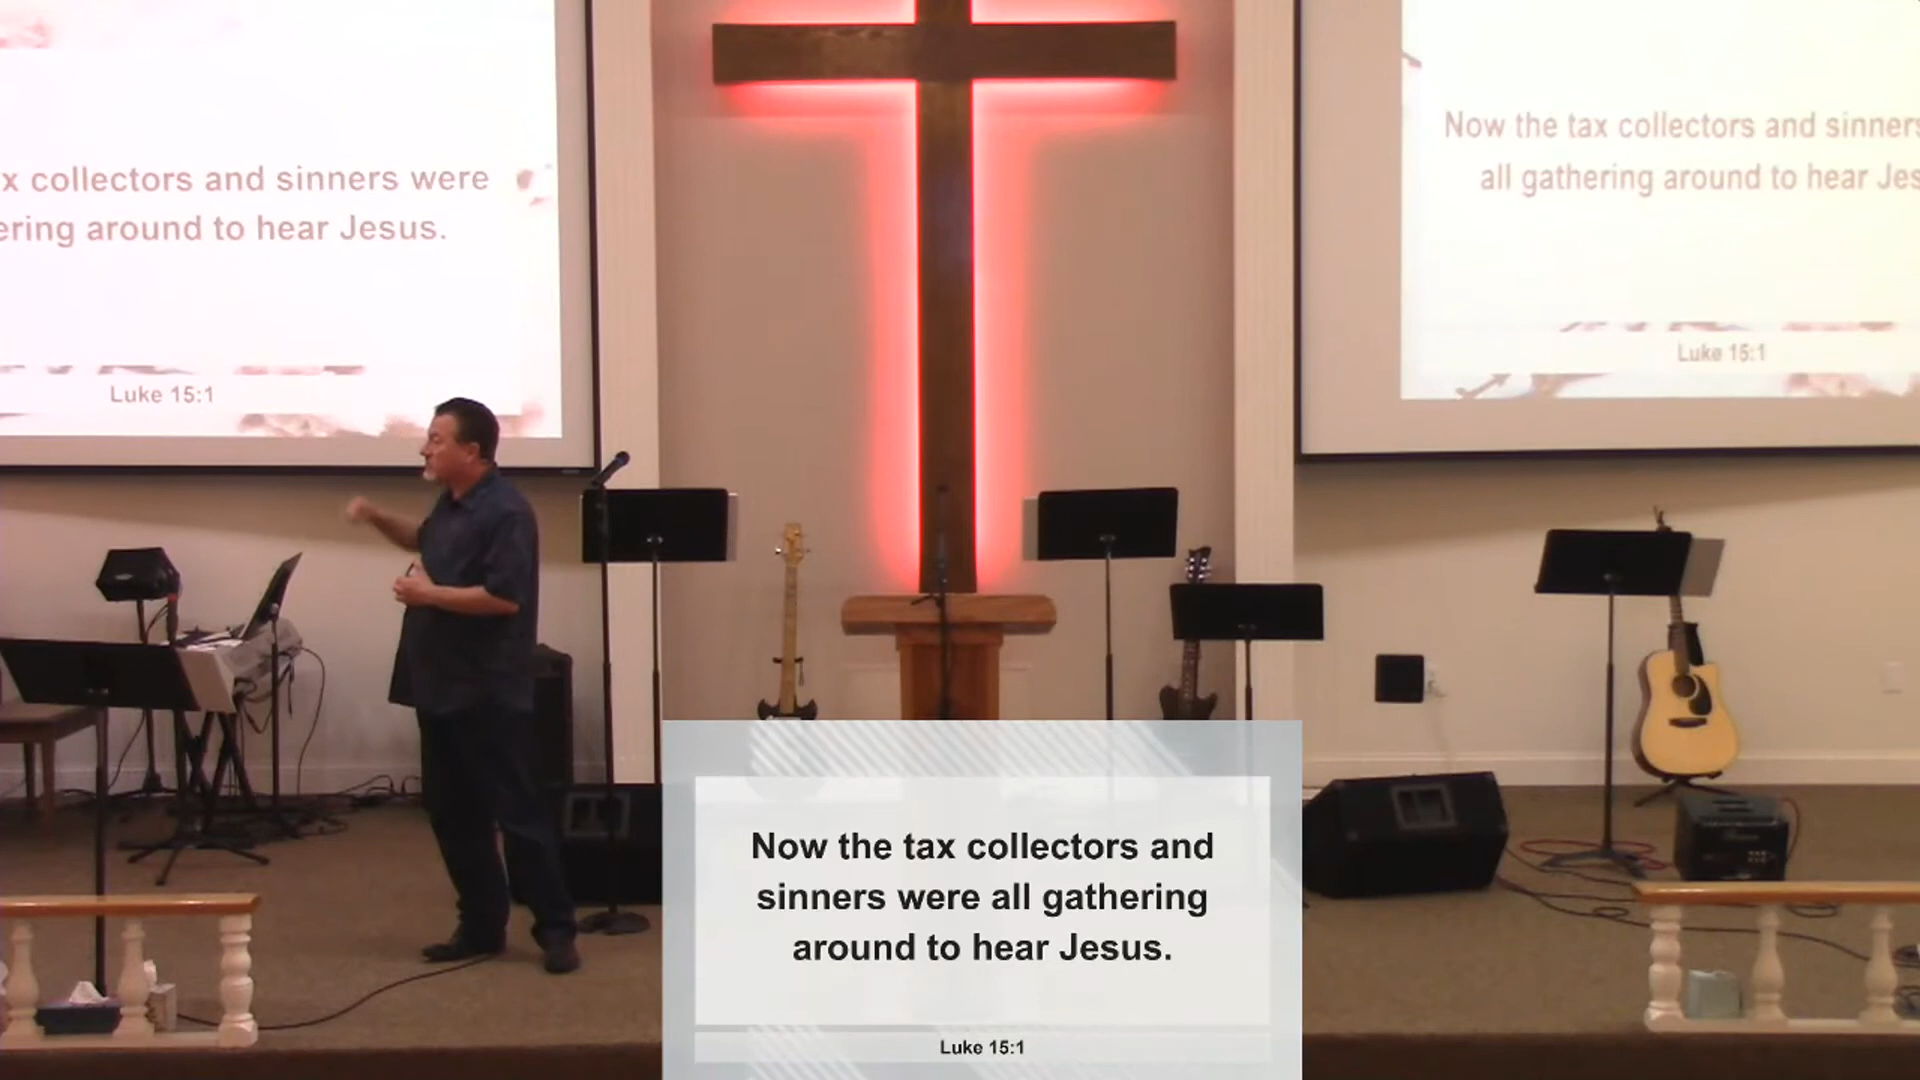 x collectors and sinners were
ering around to hear Jesus.
Luke 15:1
Now the tax collectors and sinners
all gathering around to hear Jes
Luke 15:1
Now the tax collectors and
sinners were all gathering
around to hear Jesus.
Luke 15:1